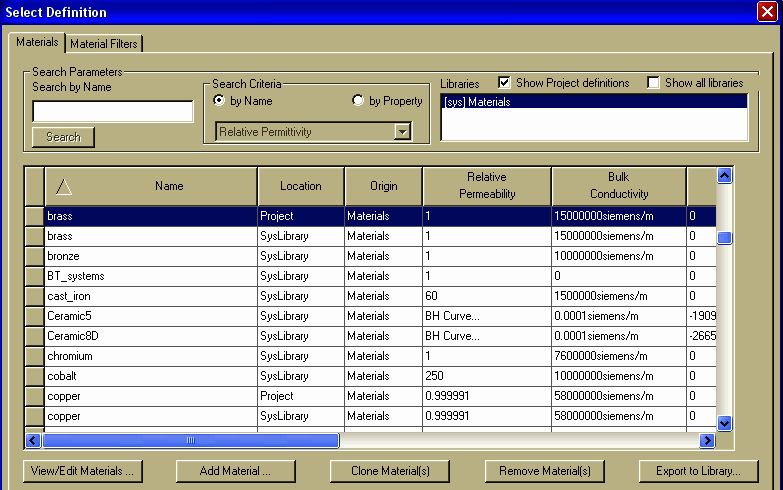 Select Definition
Materials Material Filters
Search Parameters
Search by Name
Search
Search Criteria
by Name by Property
Relative Permittivity
Libraries Show Project definitions Show all libraries
[sys] Materials
Name Location Origin Relative Permeability Bulk Conductivity
brass Project Materials 1 15000000siemens/m 0
brass SysLibrary Materials 1 15000000siemens/m 0
bronze SysLibrary Materials 1 10000000siemens/m 0
BT_systems SysLibrary Materials 1 0 0
cast_iron SysLibrary Materials 60 1500000siemens/m 0
Ceramic5 SysLibrary Materials BH Curve... 0.0001siemens/m -1909
Ceramic8D SysLibrary Materials BH Curve... 0.0001siemens/m -2665
chromium SysLibrary Materials 1 7600000siemens/m 0
cobalt SysLibrary Materials 250 10000000siemens/m 0
copper Project Materials 0.999991 58000000siemens/m 0
copper SysLibrary Materials 0.999991 58000000siemens/m 0
View/Edit Materials ... Add Material ... Clone Material(s) Remove Material(s) Export to Library...